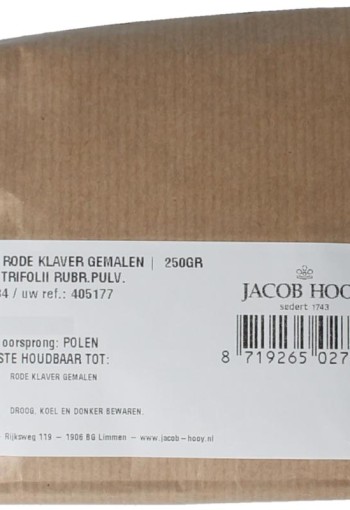 RODE KLAVER GEMALEN | 250GR
TRIFOLII RUBR.PULV.
34 / uw ref.: 405177
JACOB HOOY
sedert 1743
oorsprong: POLEN
STE HOUDBAAR TOT:
8 719265 027
RODE KLAVER GEMALEN
DROOG, KOEL EN DONKER BEWAREN.
– Rijksweg 119 – 1906 BG Limmen – www.jacob-hooy.nl